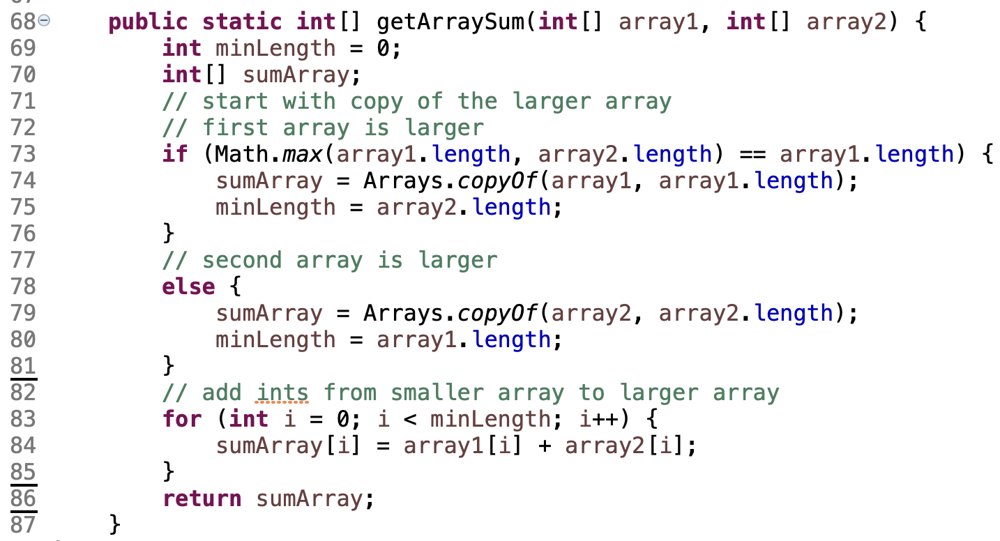 68 public static int[] getArraySum(int[] array1, int[] array2) {
69 int minLength = 0;
70 int[] sumArray;
71 // start with copy of the larger array
72 // first array is larger
73 if (Math.max(array1.length, array2.length) == array1.length) {
74 sumArray = Arrays.copyOf(array1, array1.length);
75 minLength = array2.length;
76 }
77 // second array is larger
78 else {
79 sumArray = Arrays.copyOf(array2, array2.length);
80 minLength = array1.length;
81 }
82 // add ints from smaller array to larger array
83 for (int i = 0; i < minLength; i++) {
84 sumArray[i] = array1[i] + array2[i];
85 }
86 return sumArray;
87 }